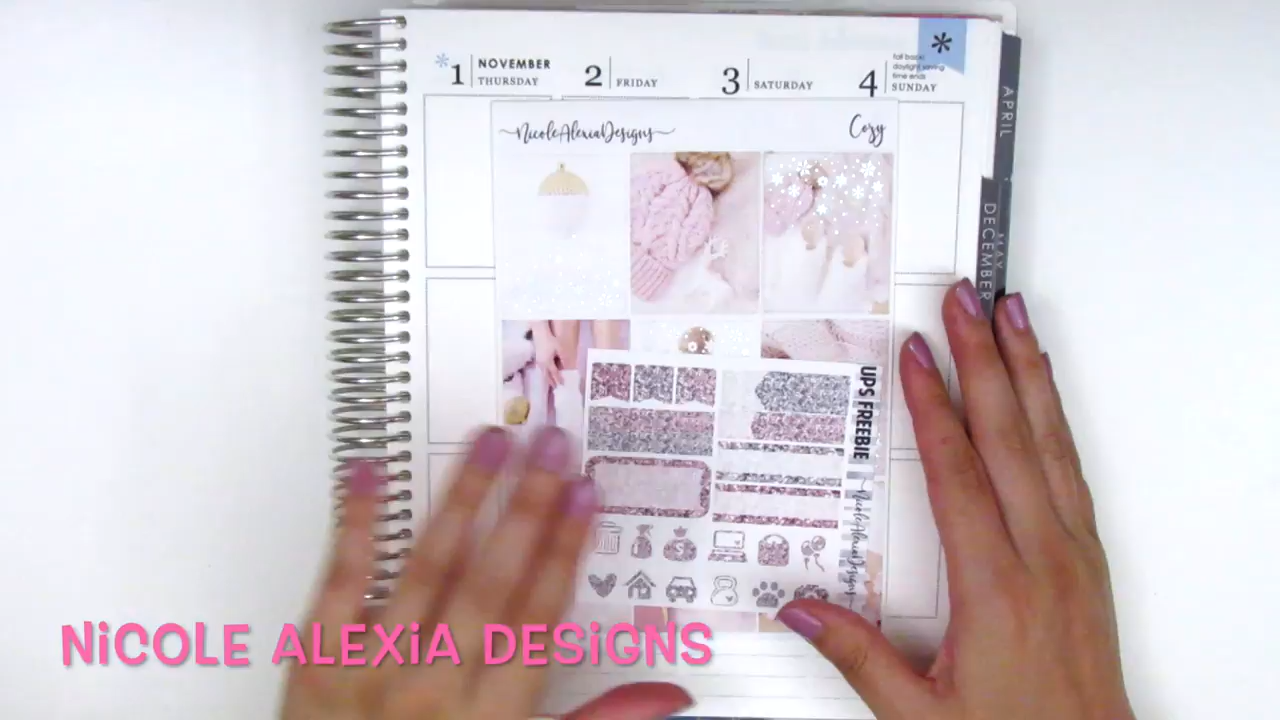 1 NOVEMBER
THURSDAY
2 FRIDAY
3 SATURDAY
4 SUNDAY
fall back:
daylight saving
time ends
*
APRIL
MAY
DECEMBER
NicoleAlexiaDesigns
Cozy
UPS FREEBIE
NicoleAlexiaDesigns
$
NiCOLE ALEXiA DESiGNS